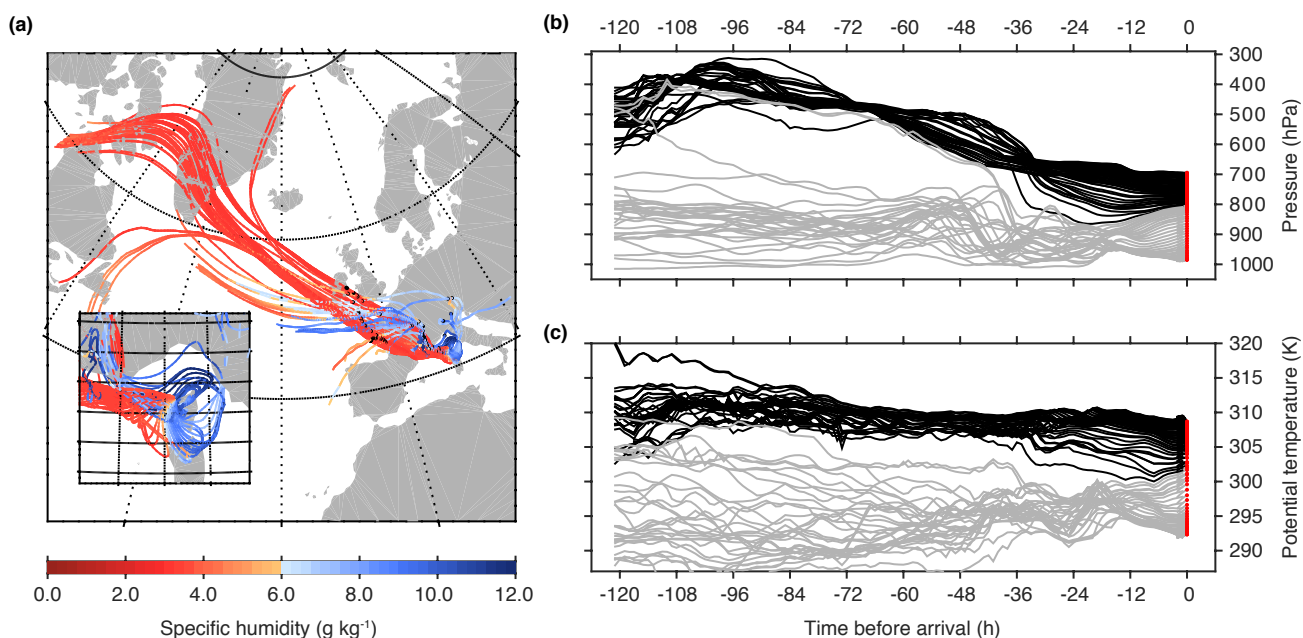 (a)
0.0 2.0 4.0 6.0 8.0 10.0 12.0
Specific humidity (g kg⁻¹)
(b)
-120 -108 -96 -84 -72 -60 -48 -36 -24 -12 0
300
400
500
600
700
800
900
1000
Pressure (hPa)
(c)
320
315
310
305
300
295
290
Potential temperature (K)
-120 -108 -96 -84 -72 -60 -48 -36 -24 -12 0
Time before arrival (h)